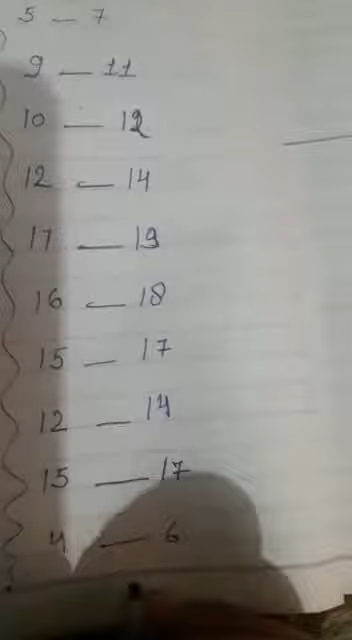 5 — 7
9 — 11
10 — 12
12 — 14
17 — 19
16 — 18
15 — 17
12 — 14
15 — 17
4 — 6